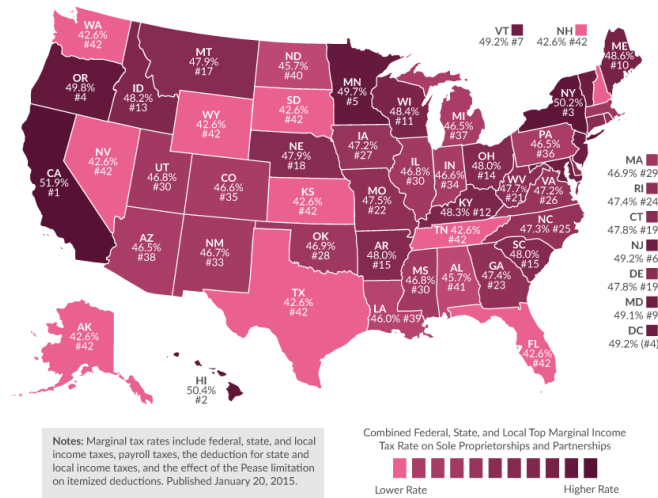 WA
42.6%
#42
OR
49.8%
#4
CA
51.9%
#1
NV
42.6%
#42
ID
48.2%
#13
MT
47.9%
#17
WY
42.6%
#42
UT
46.8%
#30
CO
46.6%
#35
AZ
46.5%
#38
NM
46.7%
#33
ND
45.7%
#40
SD
42.6%
#42
NE
47.9%
#18
KS
42.6%
#42
OK
46.9%
#28
TX
42.6%
#42
MN
49.7%
#5
IA
47.2%
#27
MO
47.5%
#22
AR
48.0%
#15
LA
46.0% #39
WI
48.4%
#11
IL
46.8%
#30
MI
46.5%
#37
IN
46.6%
#34
OH
48.0%
#14
KY
48.3% #12
TN 42.6%
#42
MS
46.8%
#30
AL
45.7%
#41
GA
47.4%
#23
FL
42.6%
#42
SC
48.0%
#15
NC
47.3% #25
VA
47.2%
#26
WV
47.7%
#21
PA
46.5%
#36
NY
50.2%
#3
ME
48.6%
#10
VT
49.2% #7
NH
42.6% #42
MA
46.9% #29
RI
47.4% #24
CT
47.8% #19
NJ
49.2% #6
DE
47.8% #19
MD
49.1% #9
DC
49.2% (#4)
AK
42.6%
#42
HI
50.4%
#2
Notes: Marginal tax rates include federal, state, and local
income taxes, payroll taxes, the deduction for state and
local income taxes, and the effect of the Pease limitation
on itemized deductions. Published January 20, 2015.
Combined Federal, State, and Local Top Marginal Income
Tax Rate on Sole Proprietorships and Partnerships
Lower Rate
Higher Rate